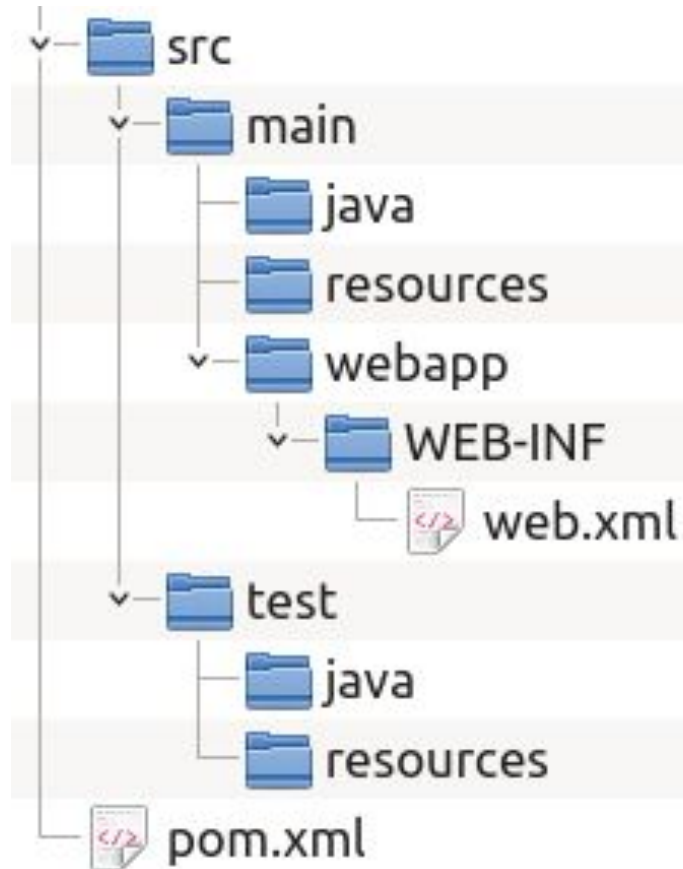 src
main
java
resources
webapp
WEB-INF
web.xml
test
java
resources
pom.xml